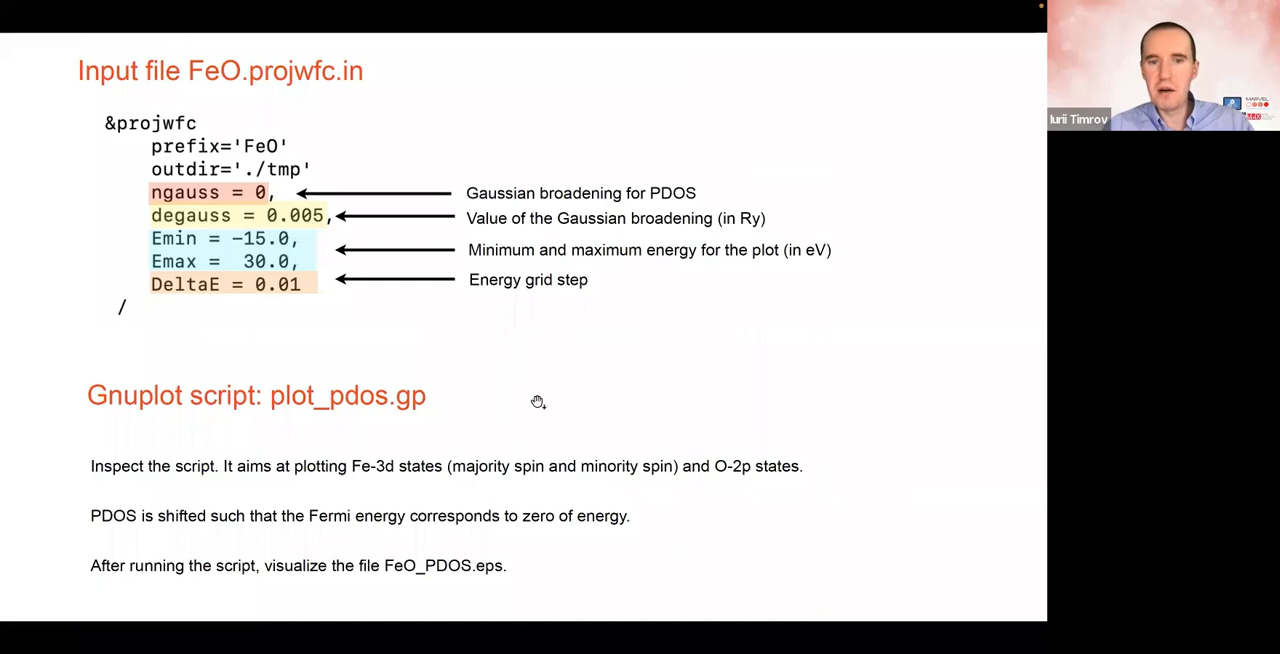 Input file FeO.projwfc.in
&projwfc
prefix='FeO'
outdir='./tmp'
ngauss = 0,
Gaussian broadening for PDOS
degauss = 0.005,
Value of the Gaussian broadening (in Ry)
Emin = -15.0,
Minimum and maximum energy for the plot (in eV)
Emax =  30.0,
DeltaE = 0.01
Energy grid step
/
Gnuplot script: plot_pdos.gp
Inspect the script. It aims at plotting Fe-3d states (majority spin and minority spin) and O-2p states.
PDOS is shifted such that the Fermi energy corresponds to zero of energy.
After running the script, visualize the file FeO_PDOS.eps.
MARVEL
Iurii Timrov